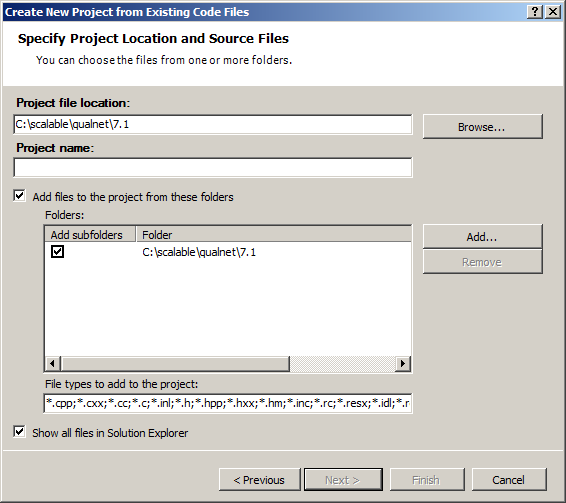 Create New Project from Existing Code Files
Specify Project Location and Source Files
You can choose the files from one or more folders.
Project file location:
C:\scalable\qualnet\7.1
Browse...
Project name:
Add files to the project from these folders
Folders:
Add subfolders Folder
C:\scalable\qualnet\7.1
Add...
Remove
File types to add to the project:
*.cpp;*.cxx;*.cc;*.c;*.inl;*.h;*.hpp;*.hxx;*.hm;*.inc;*.rc;*.resx;*.idl;*.r
Show all files in Solution Explorer
< Previous Next > Finish Cancel